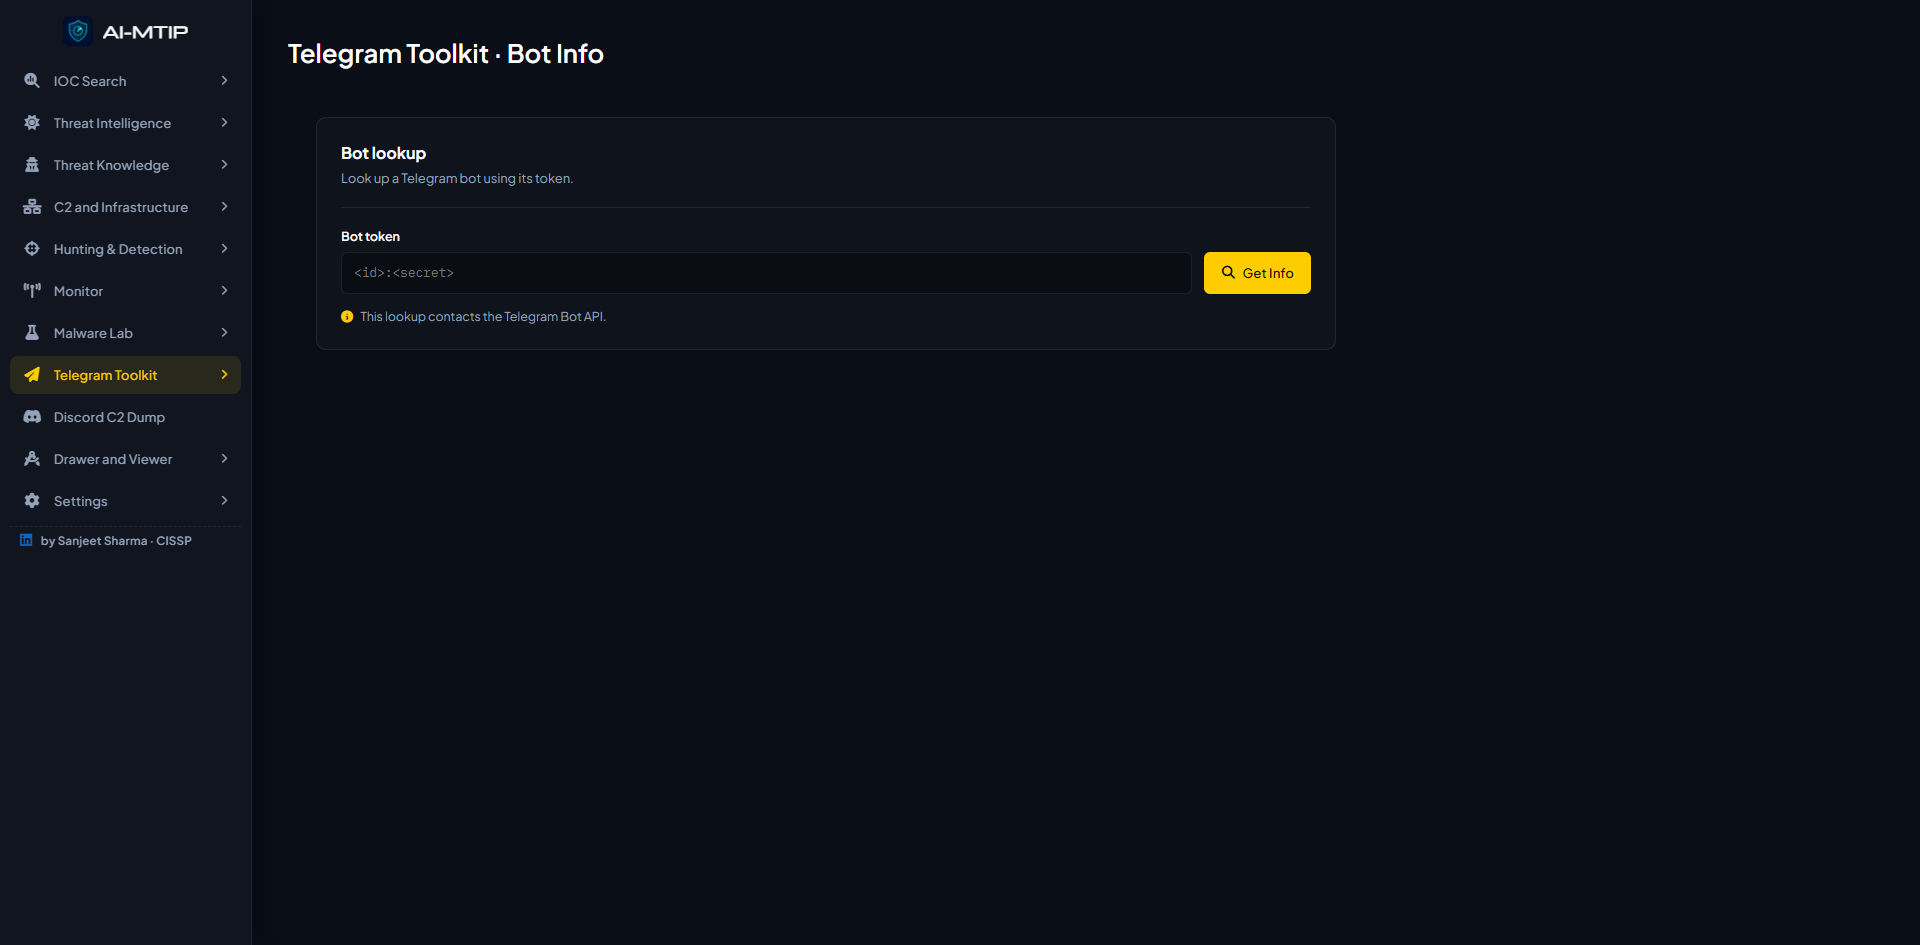 AI-MTIP
IOC Search
Threat Intelligence
Threat Knowledge
C2 and Infrastructure
Hunting & Detection
Monitor
Malware Lab
Telegram Toolkit
Discord C2 Dump
Drawer and Viewer
Settings
by Sanjeet Sharma · CISSP
Telegram Toolkit · Bot Info
Bot lookup
Look up a Telegram bot using its token.
Bot token
<id>:<secret>
Get Info
This lookup contacts the Telegram Bot API.